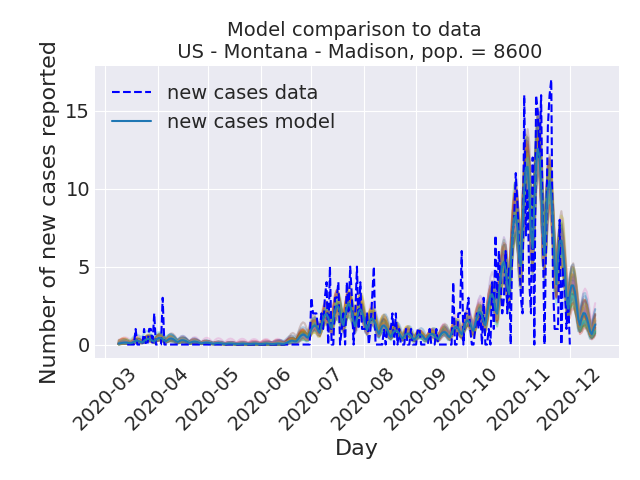 Model comparison to data
US - Montana - Madison, pop. = 8600
Number of new cases reported
15
10
5
0
new cases data
new cases model
2020-03
2020-04
2020-05
2020-06
2020-07
2020-08
2020-09
2020-10
2020-11
2020-12
Day